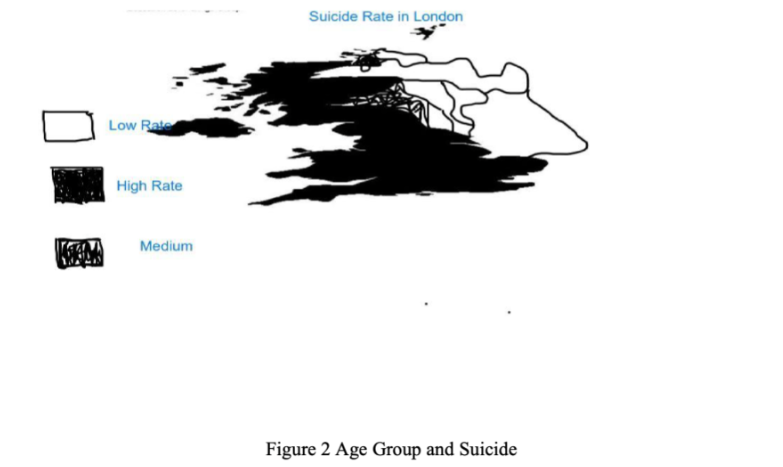 Suicide Rate in London
Low Rate
High Rate
Medium
Figure 2 Age Group and Suicide